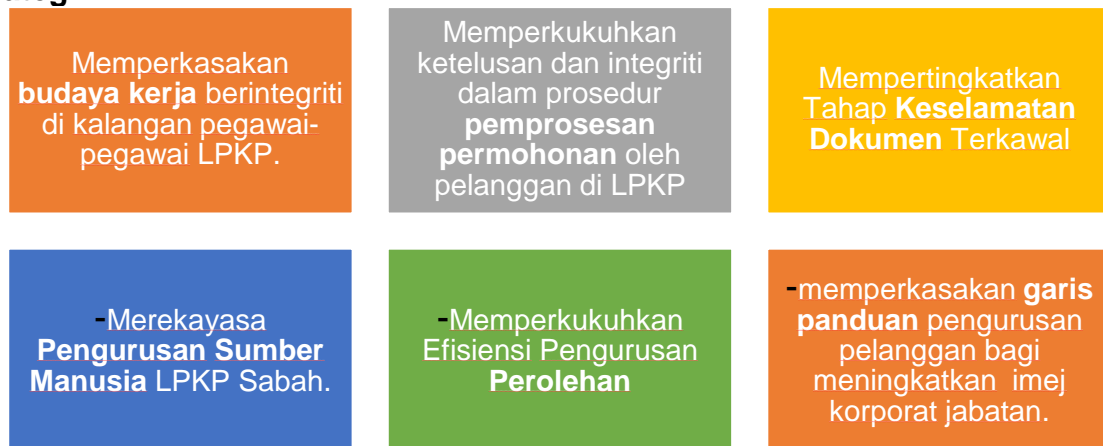 Memperkasakan
budaya kerja berintegriti
di kalangan pegawai-
pegawai LPKP.
Memperkukuhkan
ketelusan dan integriti
dalam prosedur
pemprosesan
permohonan oleh
pelanggan di LPKP
Mempertingkatkan
Tahap Keselamatan
Dokumen Terkawal
-Merekayasa
Pengurusan Sumber
Manusia LPKP Sabah.
-Memperkukuhkan
Efisiensi Pengurusan
Perolehan
-memperkasakan garis
panduan pengurusan
pelanggan bagi
meningkatkan imej
korporat jabatan.